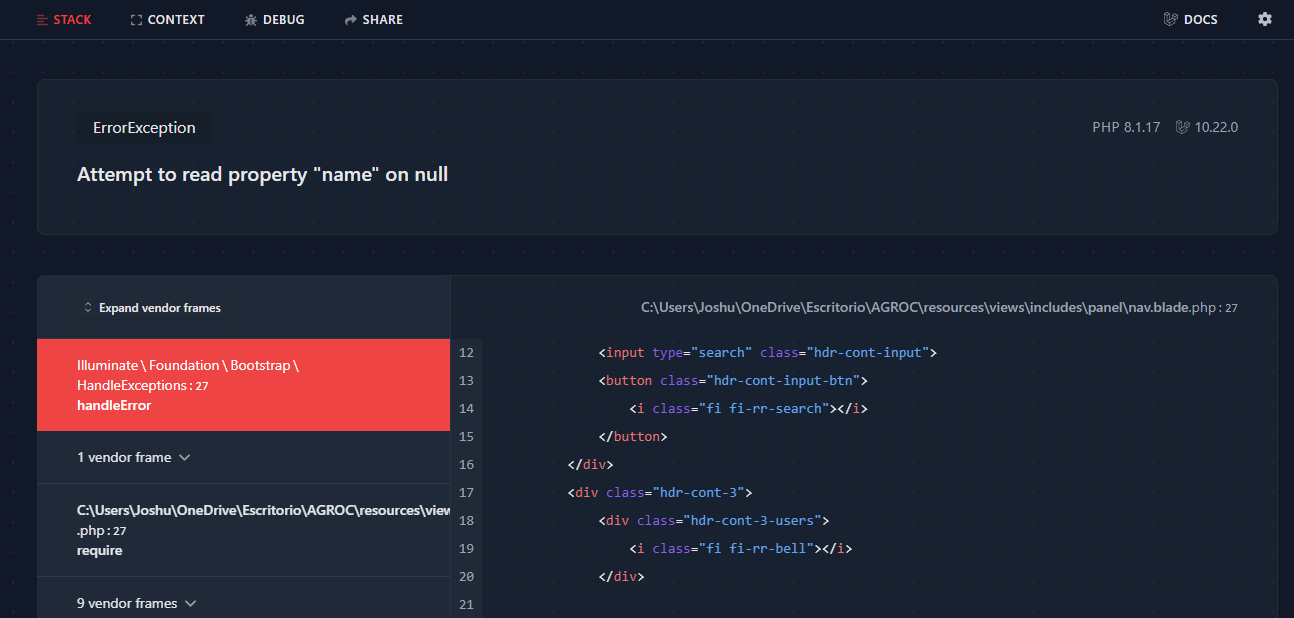 STACK CONTEXT DEBUG SHARE DOCS
ErrorException PHP 8.1.17 10.22.0
Attempt to read property "name" on null
Expand vendor frames
Illuminate\Foundation\Bootstrap\
HandleExceptions:27
handleError
1 vendor frame
C:\Users\Joshu\OneDrive\Escritorio\AGROC\resources\view
.php:27
require
9 vendor frames
C:\Users\Joshu\OneDrive\Escritorio\AGROC\resources\views\includes\panel\nav.blade.php:27
12 <input type="search" class="hdr-cont-input">
13 <button class="hdr-cont-input-btn">
14 <i class="fi fi-rr-search"></i>
15 </button>
16 </div>
17 <div class="hdr-cont-3">
18 <div class="hdr-cont-3-users">
19 <i class="fi fi-rr-bell"></i>
20 </div>
21